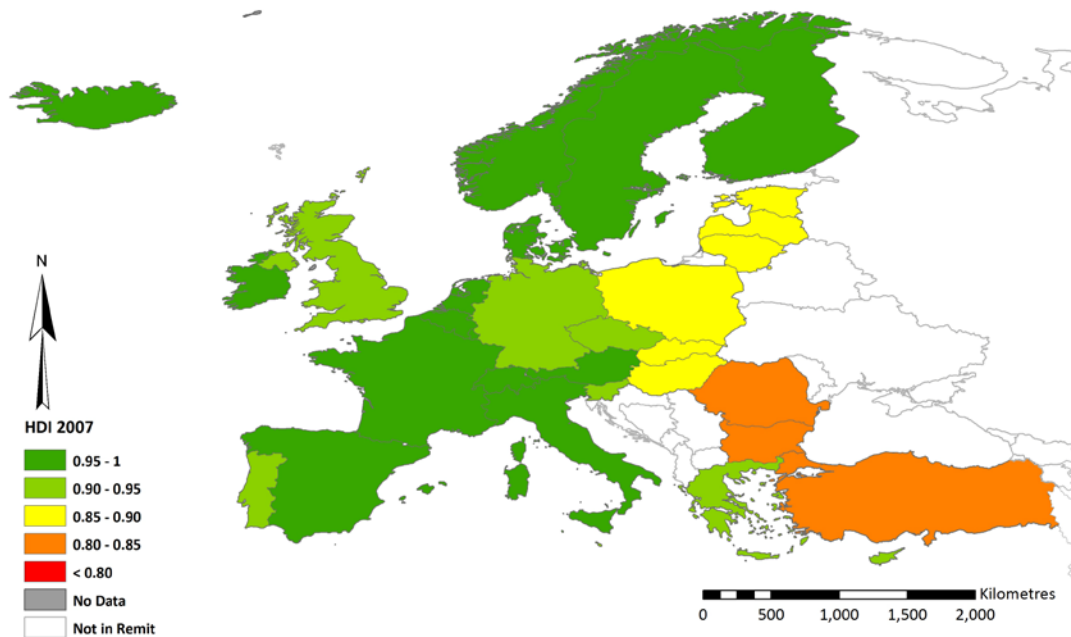 N
HDI 2007
0.95 - 1
0.90 - 0.95
0.85 - 0.90
0.80 - 0.85
< 0.80
No Data
Not in Remit
Kilometres
0 500 1,000 1,500 2,000